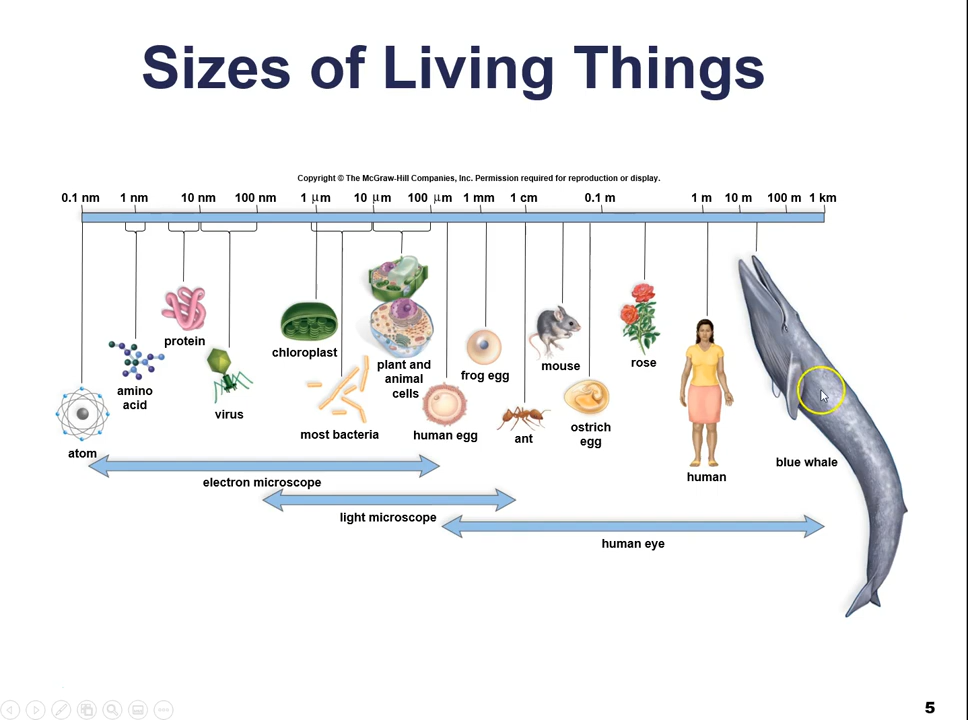 Sizes of Living Things
Copyright © The McGraw-Hill Companies, Inc. Permission required for reproduction or display.
0.1 nm 1 nm 10 nm 100 nm 1 μm 10 μm 100 μm 1 mm 1 cm 0.1 m 1 m 10 m 100 m 1 km
protein
amino
acid
virus
atom
chloroplast
most bacteria
plant and
animal
cells
human egg
frog egg
ant
mouse
ostrich
egg
rose
human
blue whale
electron microscope
light microscope
human eye
5